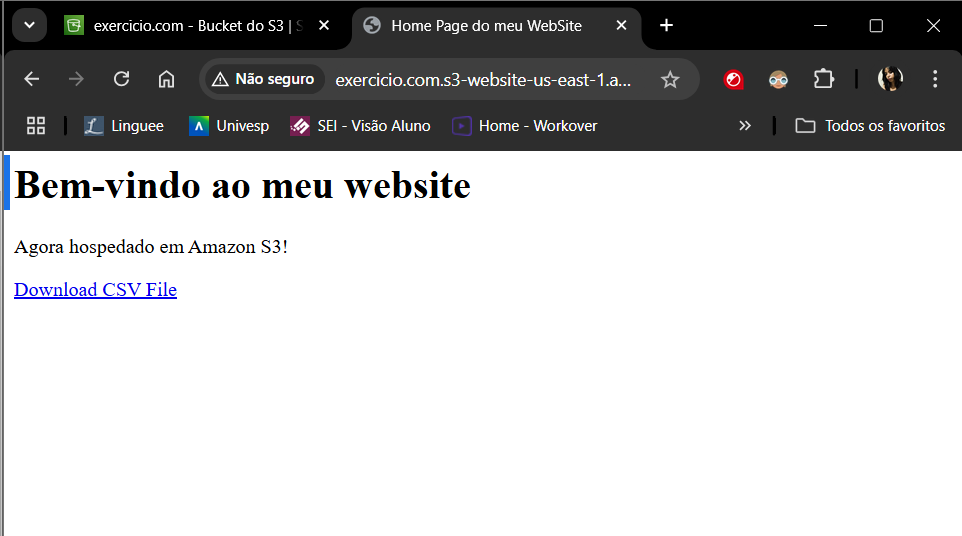 exercicio.com - Bucket do S3 | S
Home Page do meu WebSite
Não seguro
exercicio.com.s3-website-us-east-1.a...
Linguee
Univesp
SEI - Visão Aluno
Home - Workover
Todos os favoritos
Bem-vindo ao meu website
Agora hospedado em Amazon S3!
Download CSV File